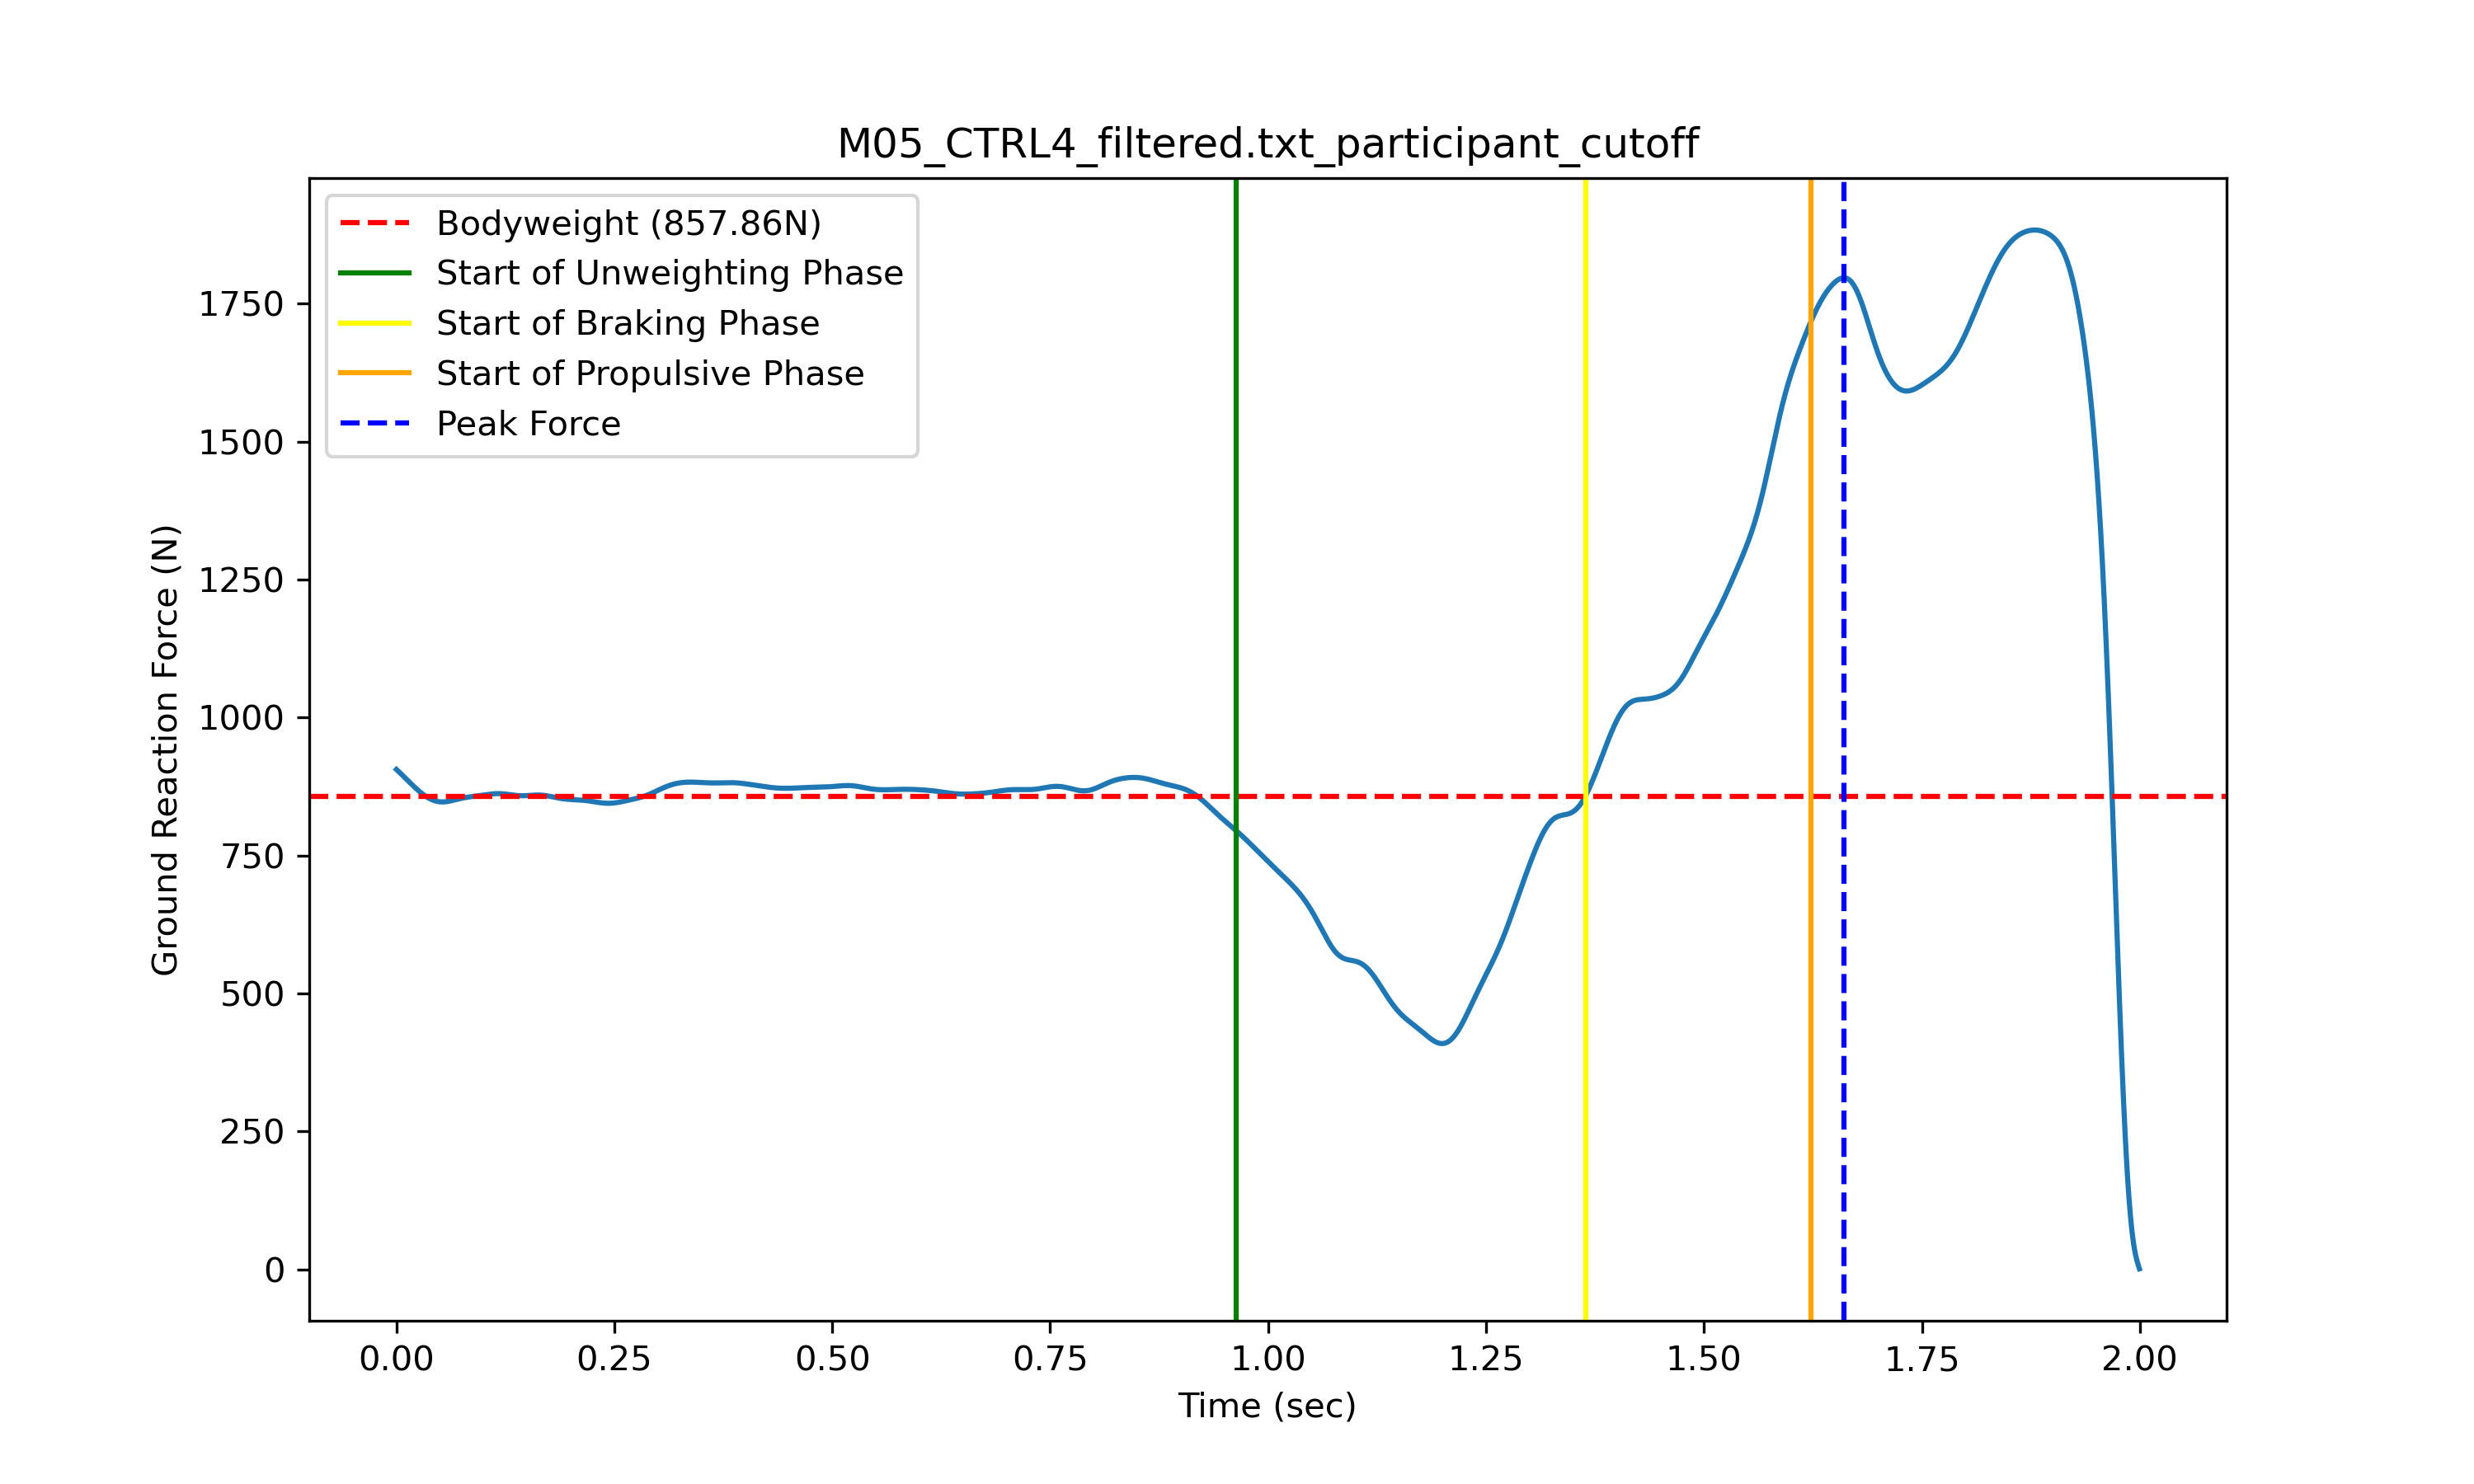 M05_CTRL4_filtered.txt_participant_cutoff
Bodyweight (857.86N)
Start of Unweighting Phase
Start of Braking Phase
Start of Propulsive Phase
Peak Force
Ground Reaction Force (N)
1750
1500
1250
1000
750
500
250
0
0.00 0.25 0.50 0.75 1.00 1.25 1.50 1.75 2.00
Time (sec)